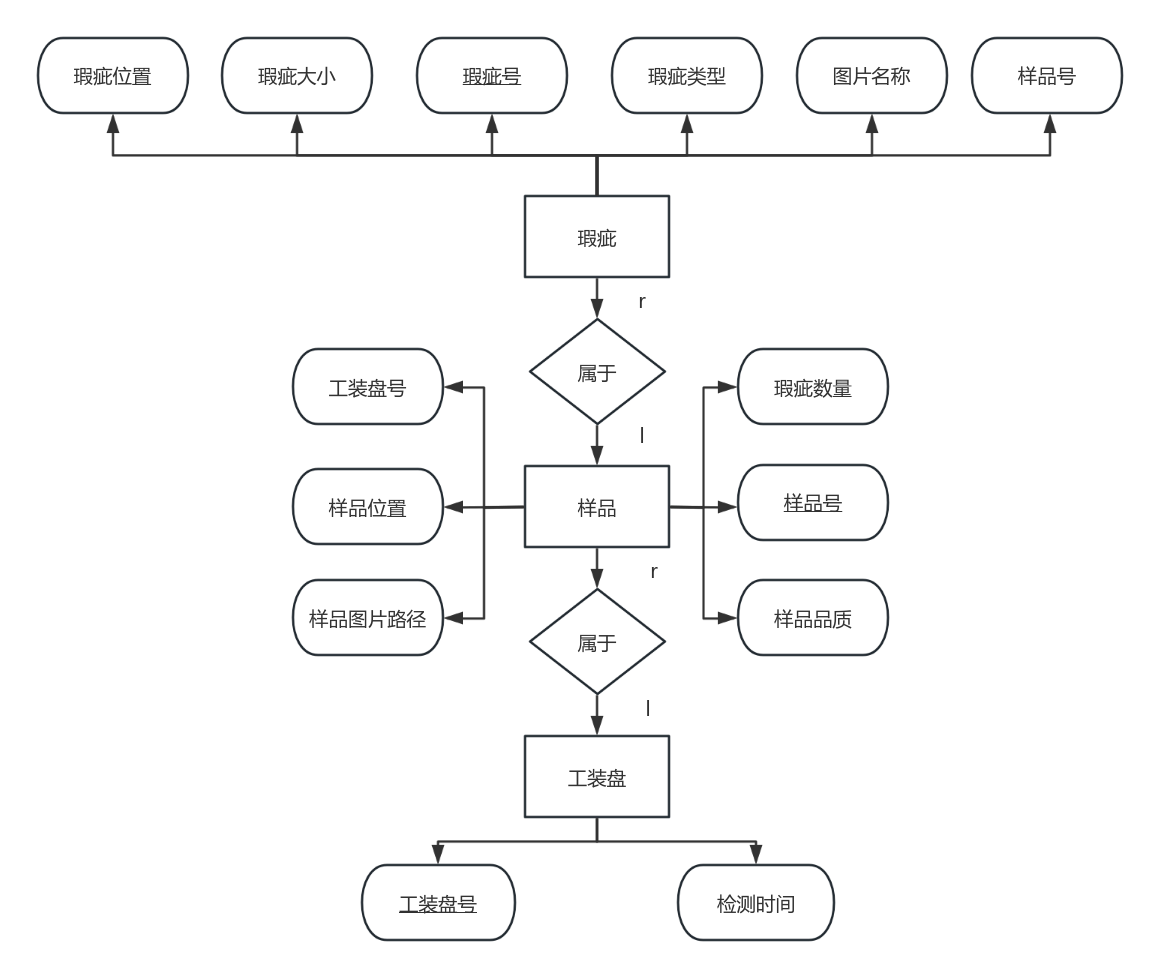 瑕疵位置
瑕疵大小
瑕疵号
瑕疵类型
图片名称
样品号
瑕疵
r
属于
工装盘号
瑕疵数量
l
样品位置
样品
样品号
r
样品图片路径
属于
样品品质
l
工装盘
工装盘号
检测时间